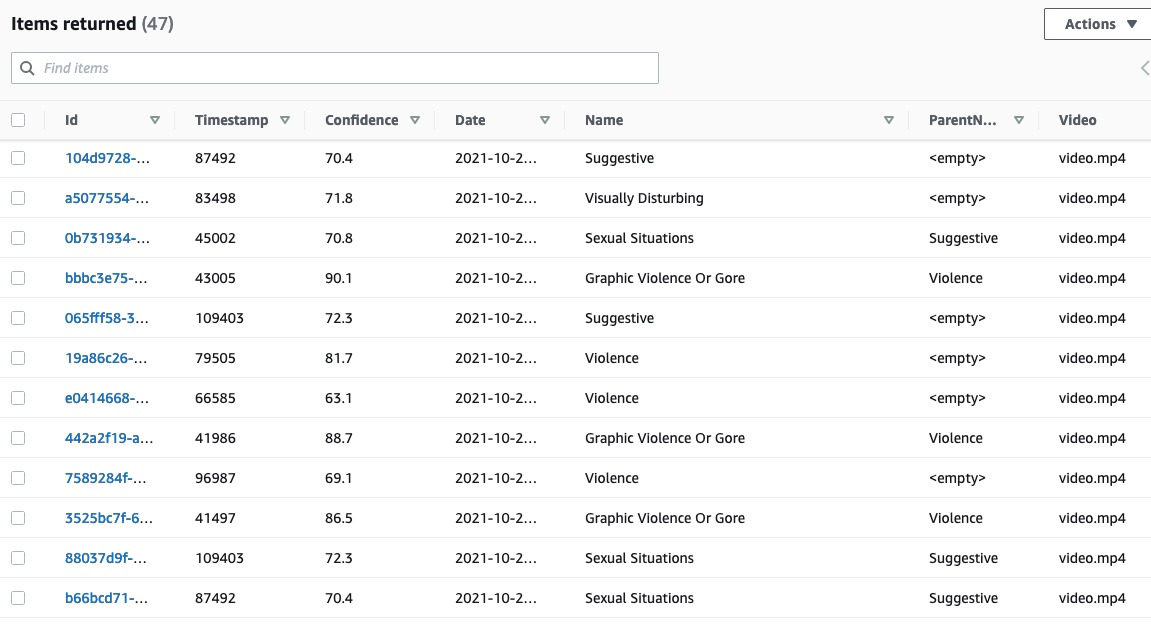 Items returned (47)
Actions
Find items
Id Timestamp Confidence Date Name ParentN... Video
104d9728-... 87492 70.4 2021-10-2... Suggestive <empty> video.mp4
a5077554-... 83498 71.8 2021-10-2... Visually Disturbing <empty> video.mp4
0b731934-... 45002 70.8 2021-10-2... Sexual Situations Suggestive video.mp4
bbbc3e75-... 43005 90.1 2021-10-2... Graphic Violence Or Gore Violence video.mp4
065fff58-3... 109403 72.3 2021-10-2... Suggestive <empty> video.mp4
19a86c26-... 79505 81.7 2021-10-2... Violence <empty> video.mp4
e0414668-... 66585 63.1 2021-10-2... Violence <empty> video.mp4
442a2f19-a... 41986 88.7 2021-10-2... Graphic Violence Or Gore Violence video.mp4
7589284f-... 96987 69.1 2021-10-2... Violence <empty> video.mp4
3525bc7f-6... 41497 86.5 2021-10-2... Graphic Violence Or Gore Violence video.mp4
88037d9f-... 109403 72.3 2021-10-2... Sexual Situations Suggestive video.mp4
b66bcd71-... 87492 70.4 2021-10-2... Sexual Situations Suggestive video.mp4